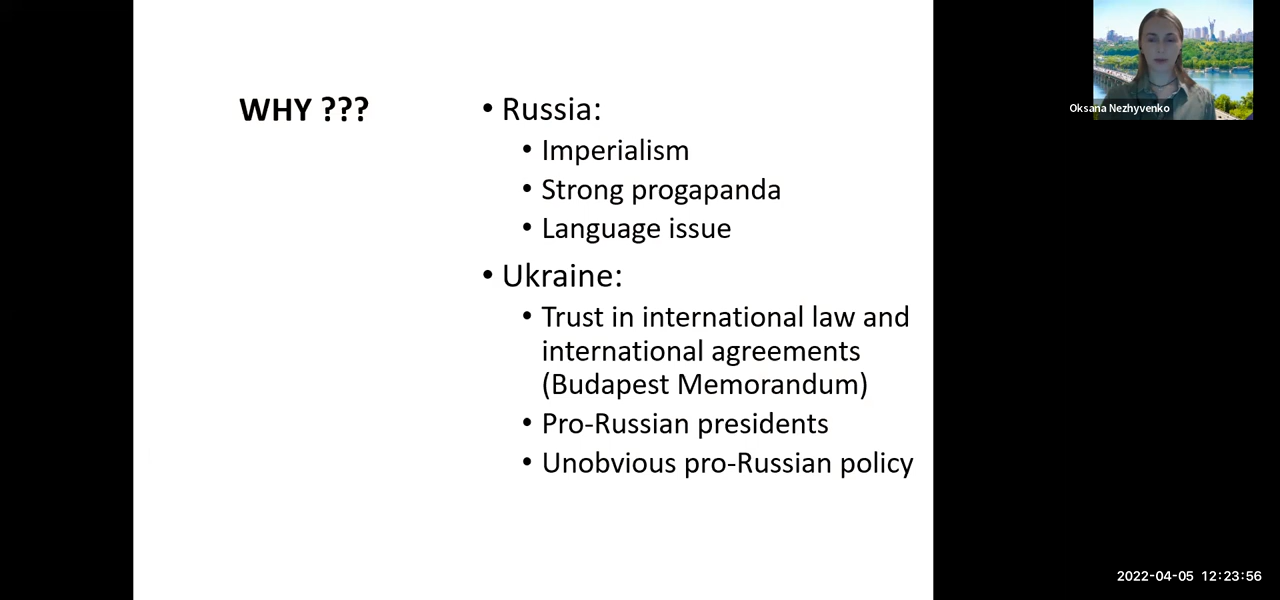 WHY ???
• Russia:
• Imperialism
• Strong progapanda
• Language issue
• Ukraine:
• Trust in international law and
international agreements
(Budapest Memorandum)
• Pro-Russian presidents
• Unobvious pro-Russian policy
Oksana Nezhyvenko
2022-04-05 12:23:56